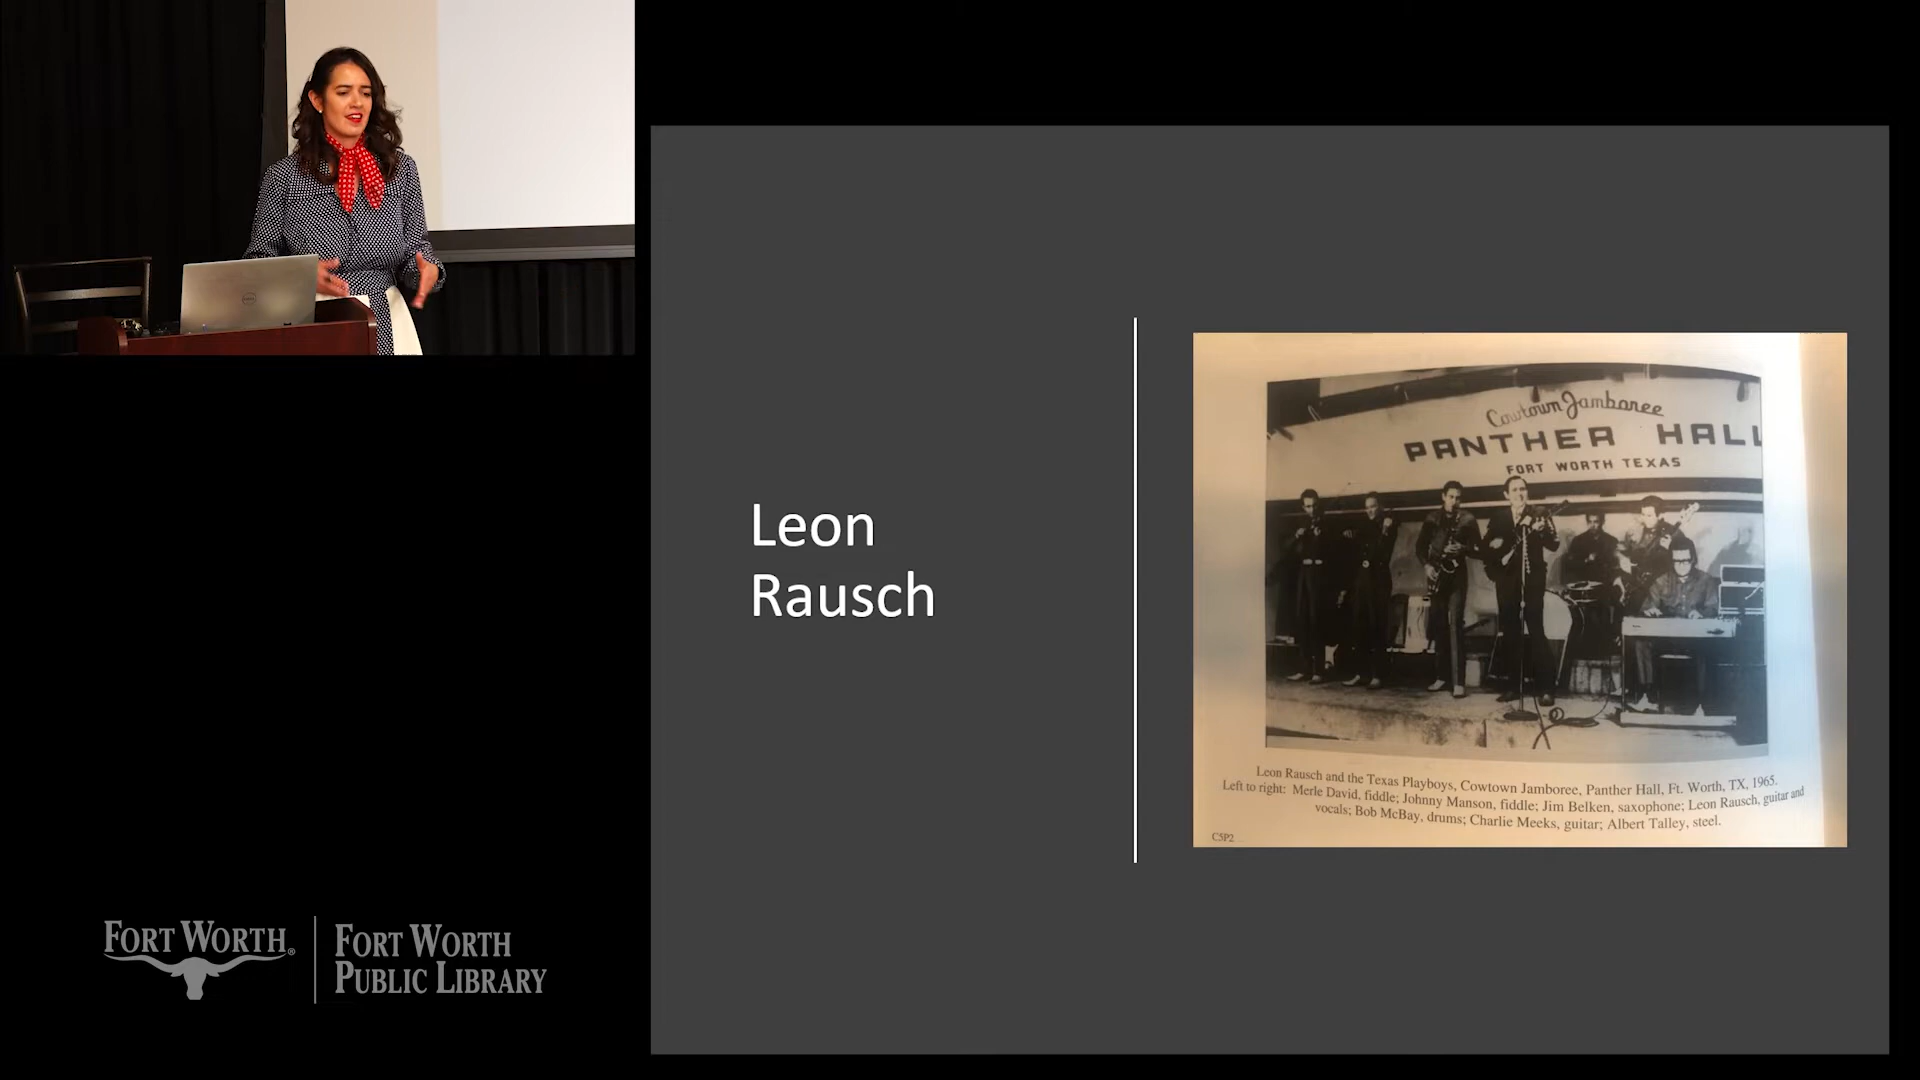 Leon
Rausch
Cowtown Jamboree
PANTHER HALL
FORT WORTH TEXAS
Leon Rausch and the Texas Playboys, Cowtown Jamboree, Panther Hall, Ft. Worth, TX, 1965.
Left to right: Merle David, fiddle; Johnny Manson, fiddle; Jim Belken, saxophone; Leon Rausch, guitar and
vocals; Bob McBay, drums; Charlie Meeks, guitar; Albert Talley, steel.
C5P2
FORT WORTH®
FORT WORTH
PUBLIC LIBRARY